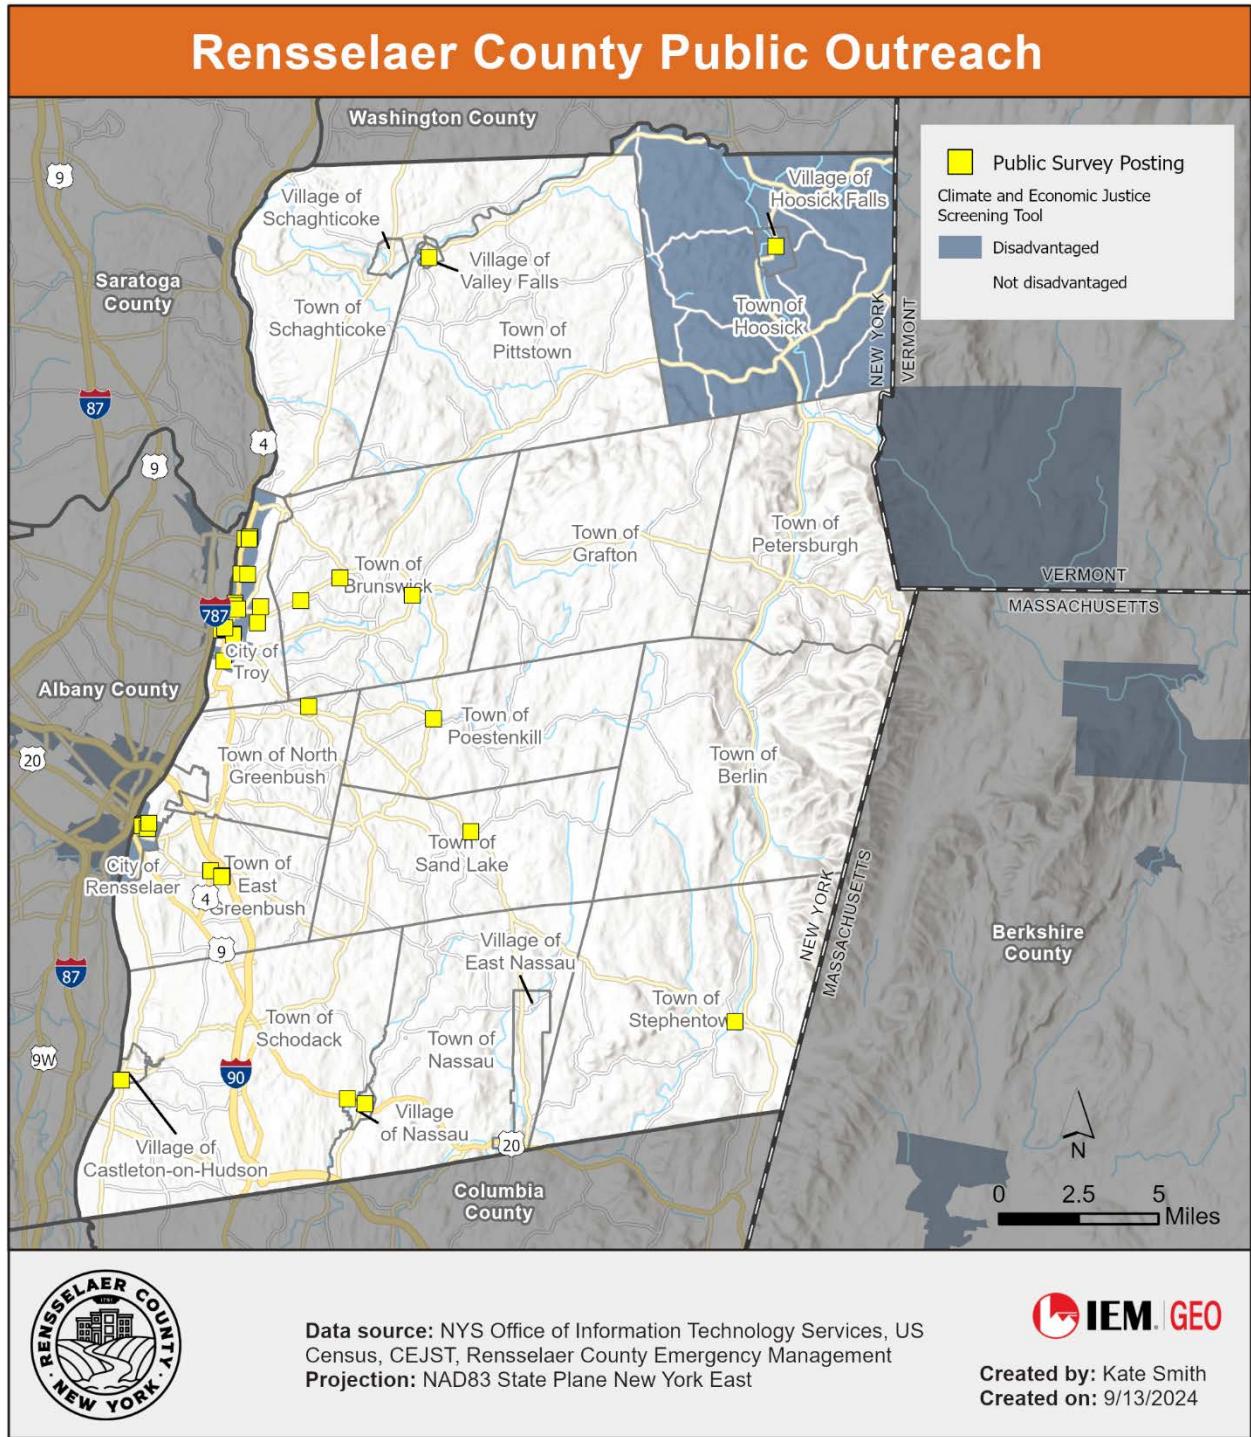 Rensselaer County Public Outreach
Washington County
Public Survey Posting
Climate and Economic Justice
Screening Tool
Disadvantaged
Not disadvantaged
9
Village of
Schaghticoke
Village of
Hoosick Falls
Village of
Valley Falls
Saratoga
County
Town of
Schaghticoke
Town of
Pittstown
Town of
Hoosick
NEW YORK
VERMONT
87
4
9
Town of
Grafton
Town of
Petersburgh
Town of
Brunswick
VERMONT
MASSACHUSETTS
787
City of
Troy
Albany County
20
Town of North
Greenbush
Town of
Poestenkill
Town of
Berlin
Town of
Sand Lake
City of
Rensselaer
Town of
East
Greenbush
4
9
NEW YORK
MASSACHUSETTS
Berkshire
County
87
Village of
East Nassau
Town of
Schodack
Town of
Nassau
Town of
Stephentown
9W
90
Village of
Castleton-on-Hudson
Village
of Nassau
20
Columbia
County
N
0 2.5 5
Miles
RENSSELAER COUNTY
1791
· NEW YORK ·
Data source: NYS Office of Information Technology Services, US
Census, CEJST, Rensselaer County Emergency Management
Projection: NAD83 State Plane New York East
IEM. GEO
Created by: Kate Smith
Created on: 9/13/2024